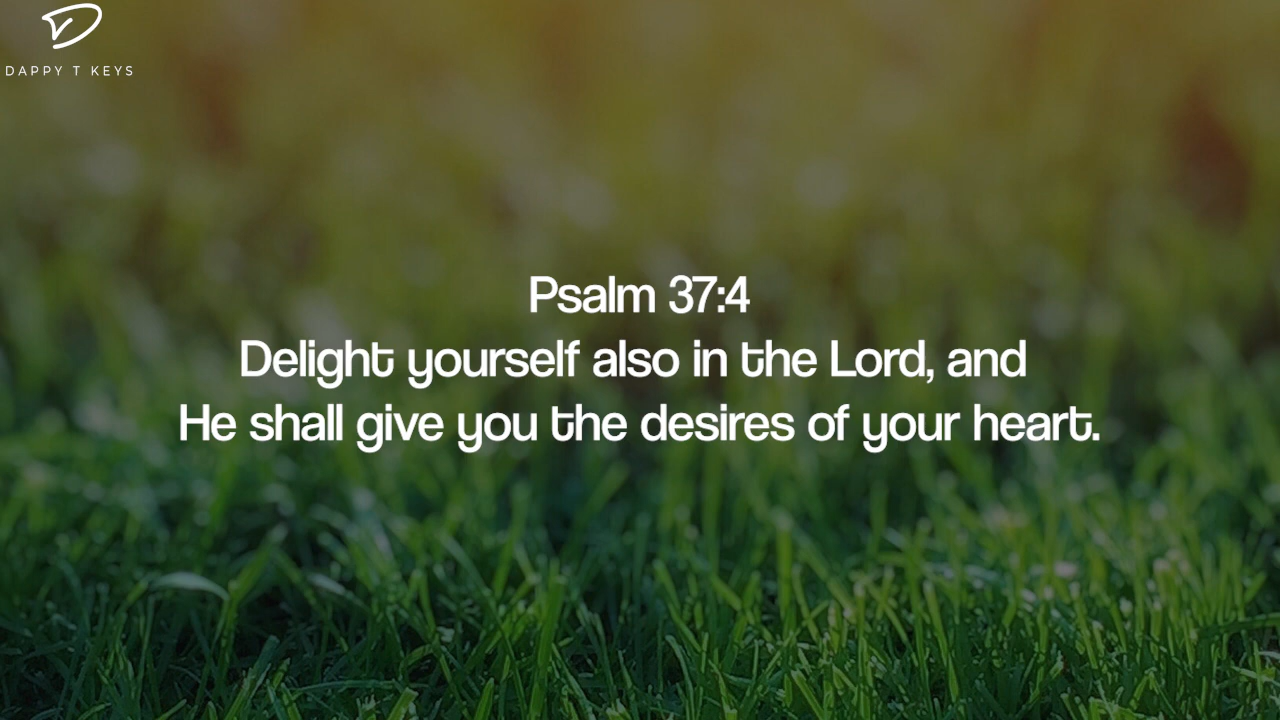 DAPPY T KEYS
Psalm 37:4
Delight yourself also in the Lord, and
He shall give you the desires of your heart.